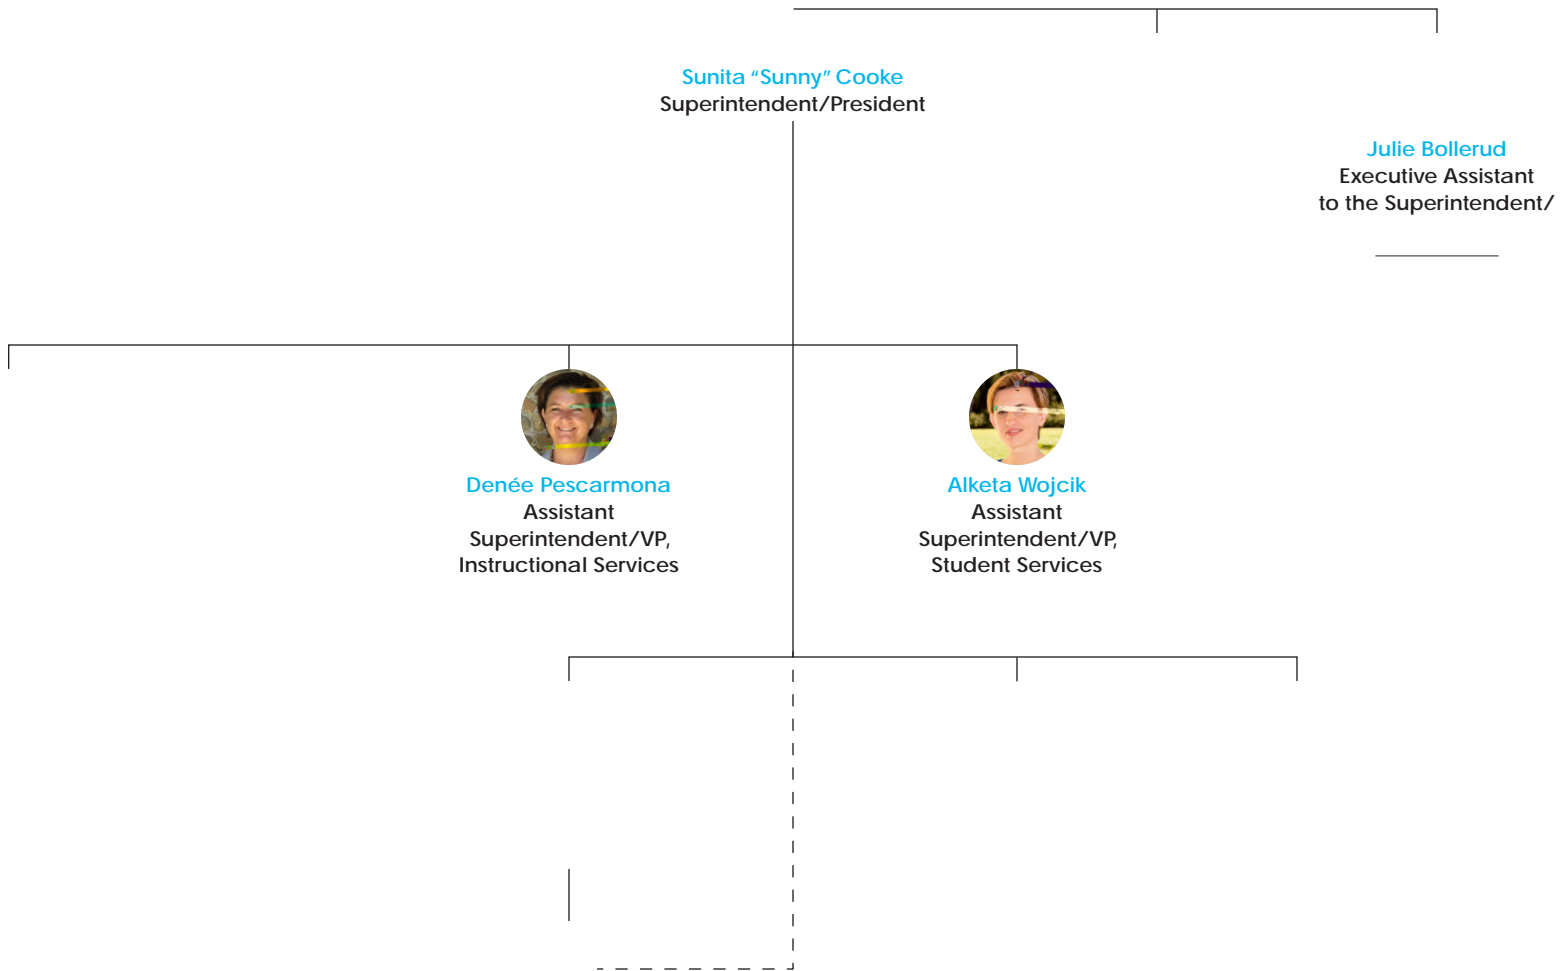 Sunita “Sunny” Cooke
Superintendent/President
Julie Bollerud
Executive Assistant
to the Superintendent/
Denée Pescarmona
Assistant
Superintendent/VP,
Instructional Services
Alketa Wojcik
Assistant
Superintendent/VP,
Student Services